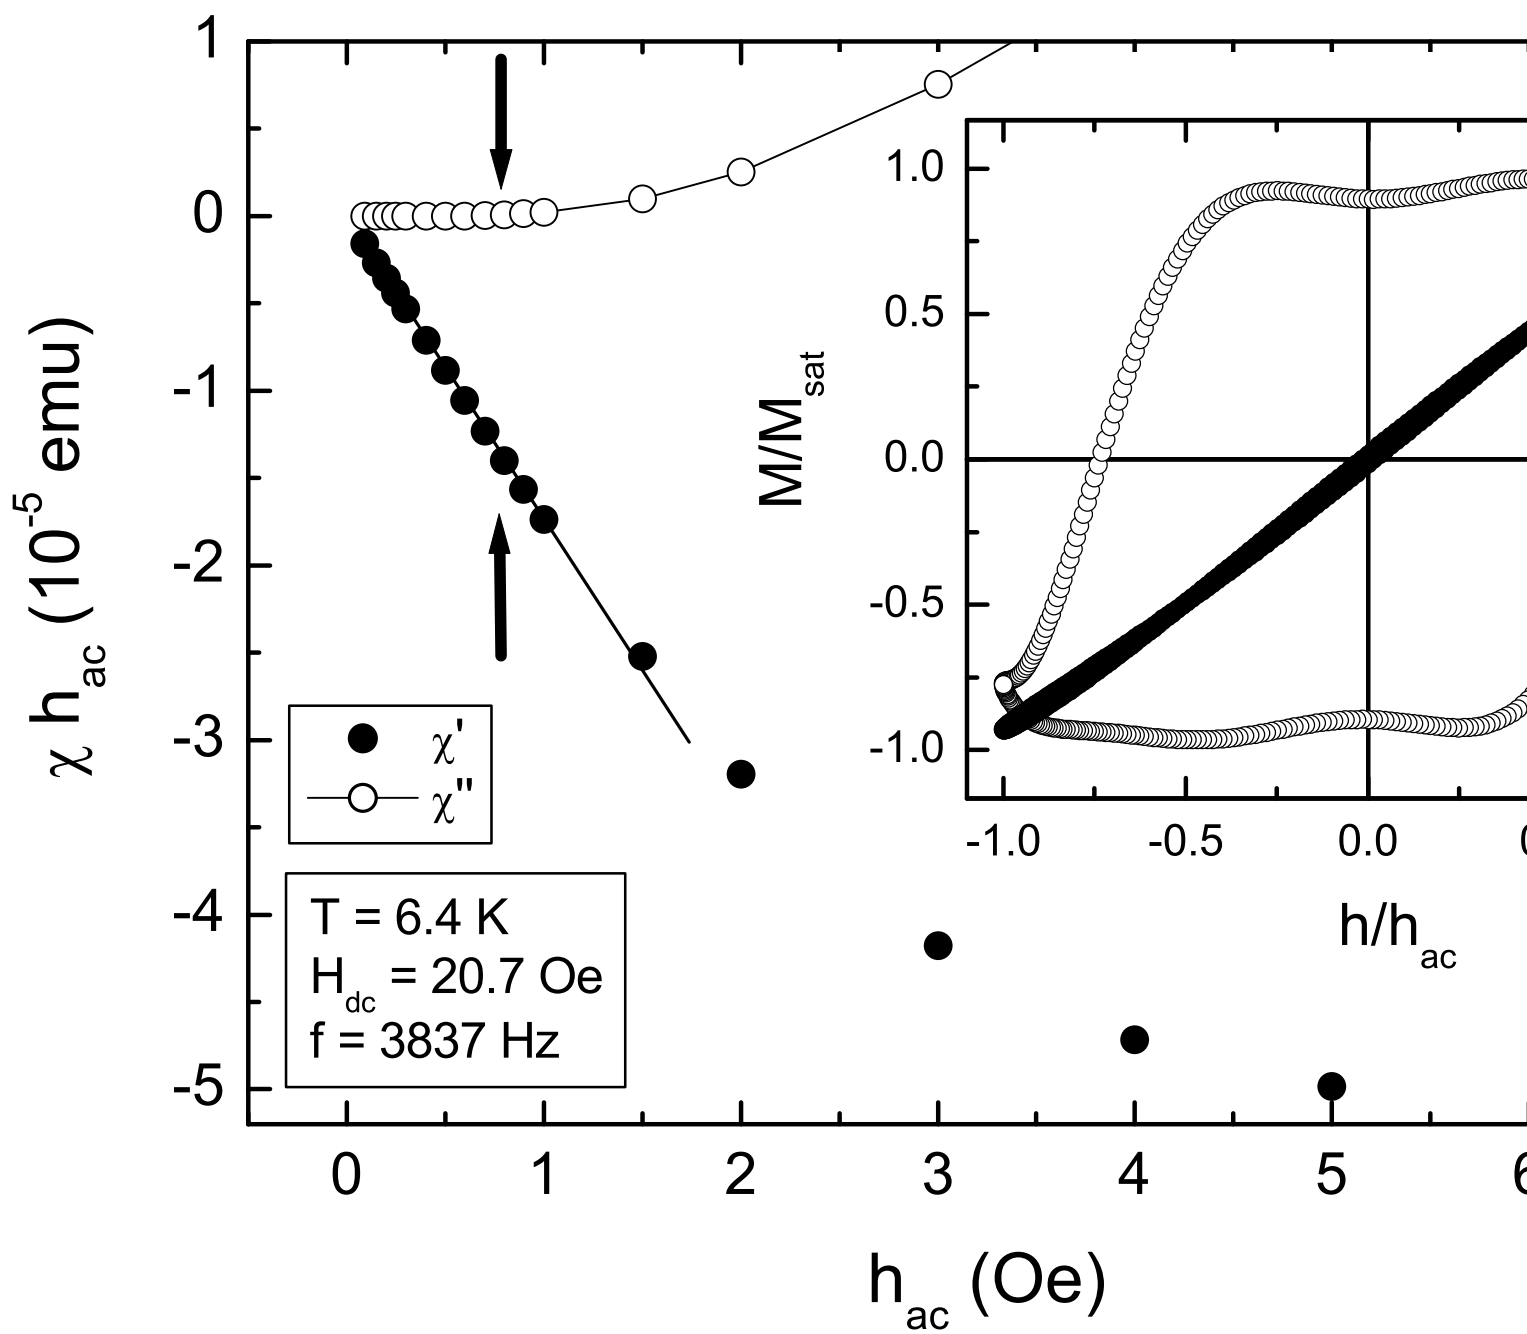 1
0
-1
-2
-3
-4
-5
χ h_ac (10^-5 emu)
χ'
χ''
T = 6.4 K
H_dc = 20.7 Oe
f = 3837 Hz
0 1 2 3 4 5 6
h_ac (Oe)
1.0
0.5
0.0
-0.5
-1.0
M/M_sat
-1.0 -0.5 0.0
h/h_ac